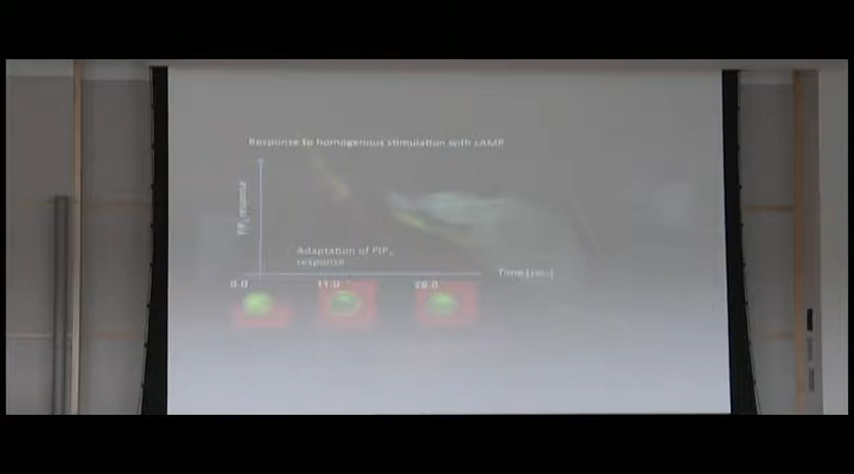 Response to homogenous stimulation with cAMP
PIP₃ response
Adaptation of PIP₃
response
Time [sec]
0.0
11.0
28.0